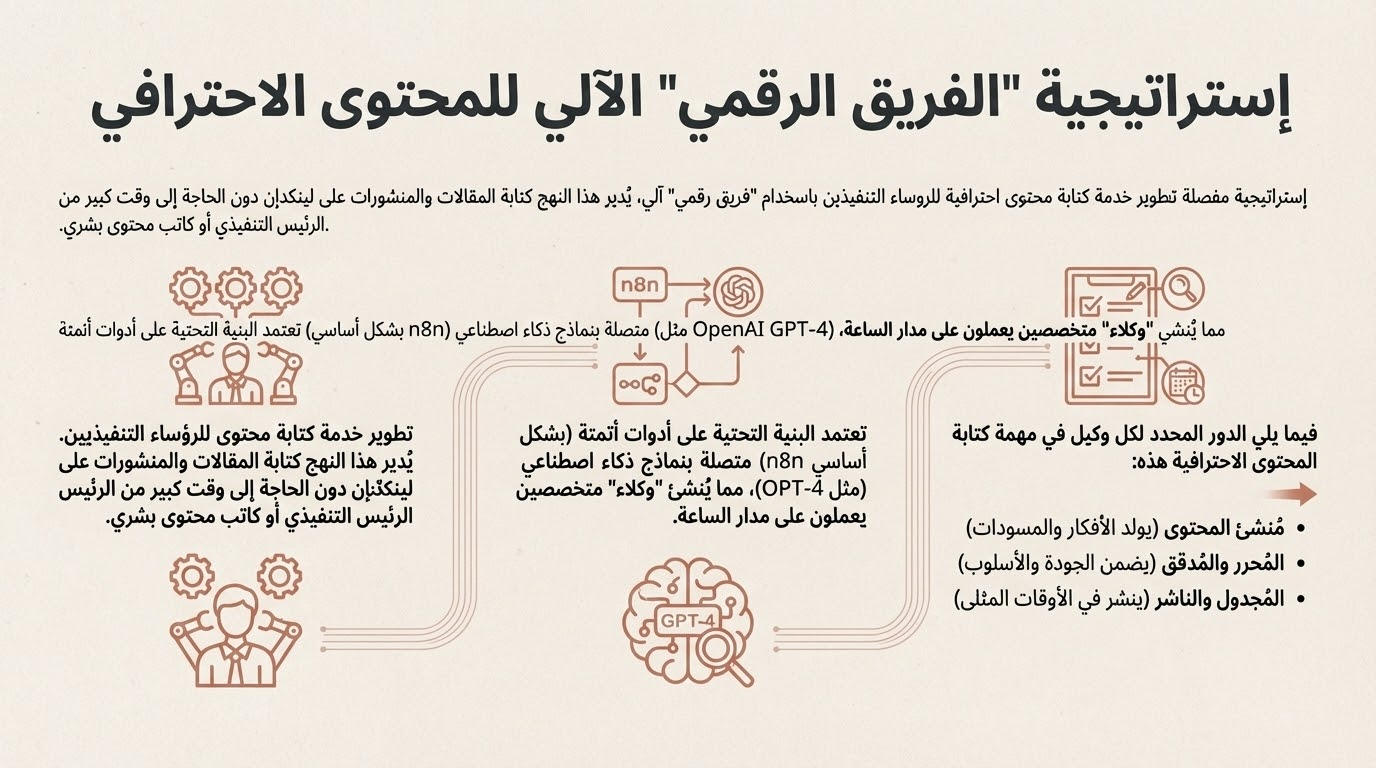 إستراتيجية "الفريق الرقمي" الآلي للمحتوى الاحترافي
إستراتيجية مفصلة تطوير خدمة كتابة محتوى احترافية للروساء التنفيذين باسخدام "فريق رقمي" آلي، يُدير هذا النهج كتابة المقالات والمنشورات على لينكدإن دون الحاجة إلى وقت كبير من
الرئيس التنفيذي أو كاتب محتوى بشري.
n8n
مما يُنشي "وكلاء" متخصصين يعملون على مدار الساعة، (مثل OpenAI GPT-4) متصلة بنماذج ذكاء اصطناعي (n8n بشكل أساسي) تعتمد البنية التحتية على أدوات أتمتة
فيما يلي الدور المحدد لكل وكيل في مهمة كتابة
المحتوى الاحترافية هذه:
مُنشئ المحتوى (يولد الأفكار والمسودات)
المُحرر والمُدقق (يضمن الجودة والأسلوب)
المُجدول والناشر (ينشر في الأوقات المثلى)
تعتمد البنية التحتية على أدوات أتمتة (بشكل
أساسي n8n) متصلة بنماذج ذكاء اصطناعي
(مثل OPT-4)، مما يُنشئ "وكلاء" متخصصين
يعملون على مدار الساعة.
GPT-4
تطوير خدمة كتابة محتوى للرؤساء التنفيذيين.
يُدير هذا النهج كتابة المقالات والمنشورات على
لينكدإن دون الحاجة إلى وقت كبير من الرئيس
الرئيس التنفيذي أو كاتب محتوى بشري.